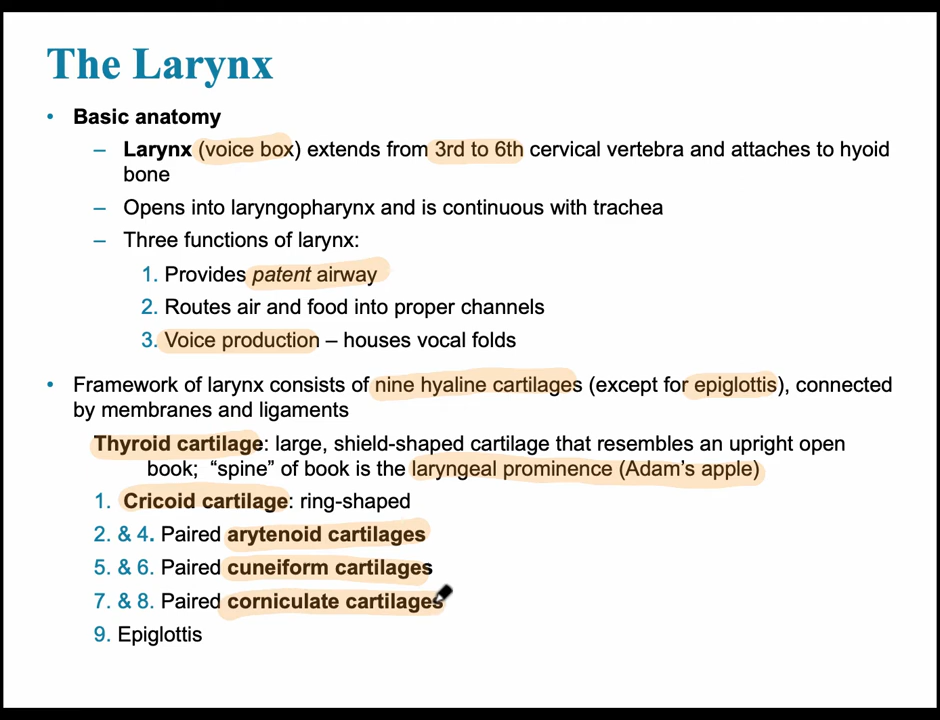 The Larynx
• Basic anatomy
– Larynx (voice box) extends from 3rd to 6th cervical vertebra and attaches to hyoid
bone
– Opens into laryngopharynx and is continuous with trachea
– Three functions of larynx:
1. Provides patent airway
2. Routes air and food into proper channels
3. Voice production – houses vocal folds
• Framework of larynx consists of nine hyaline cartilages (except for epiglottis), connected
by membranes and ligaments
Thyroid cartilage: large, shield-shaped cartilage that resembles an upright open
book; “spine” of book is the laryngeal prominence (Adam’s apple)
1. Cricoid cartilage: ring-shaped
2. & 4. Paired arytenoid cartilages
5. & 6. Paired cuneiform cartilages
7. & 8. Paired corniculate cartilages
9. Epiglottis